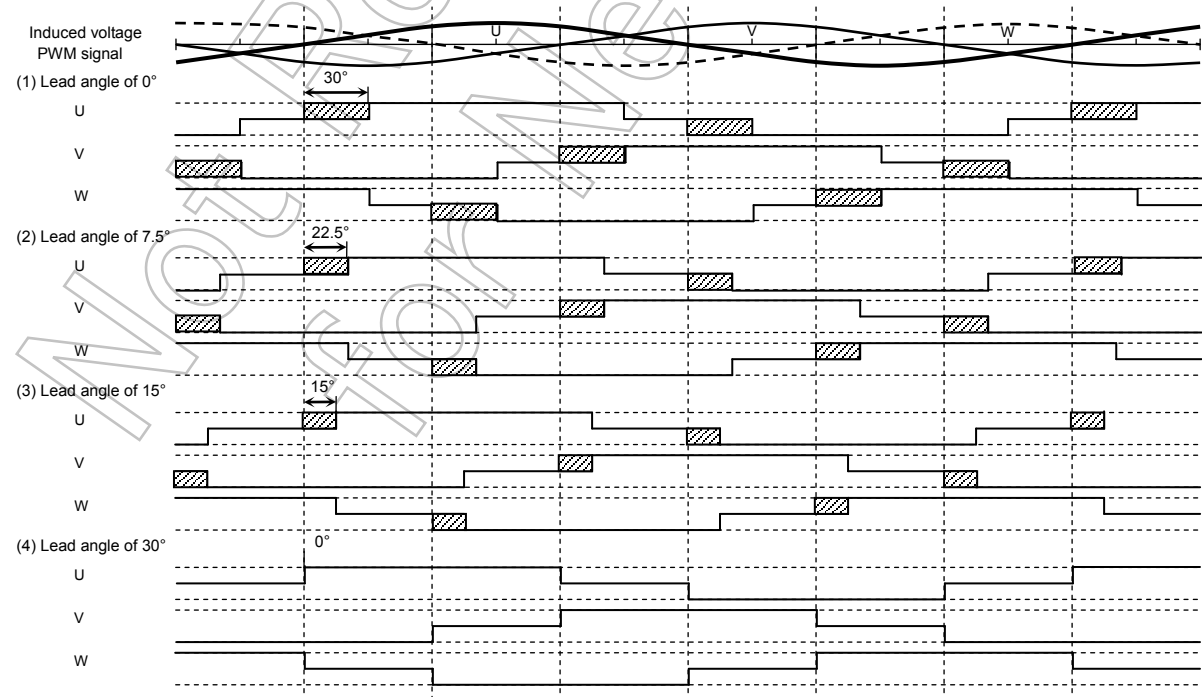 Induced voltage
PWM signal
U
V
W
(1) Lead angle of 0°
30°
U
V
W
(2) Lead angle of 7.5°
22.5°
U
V
W
(3) Lead angle of 15°
15°
U
V
W
(4) Lead angle of 30°
0°
U
V
W